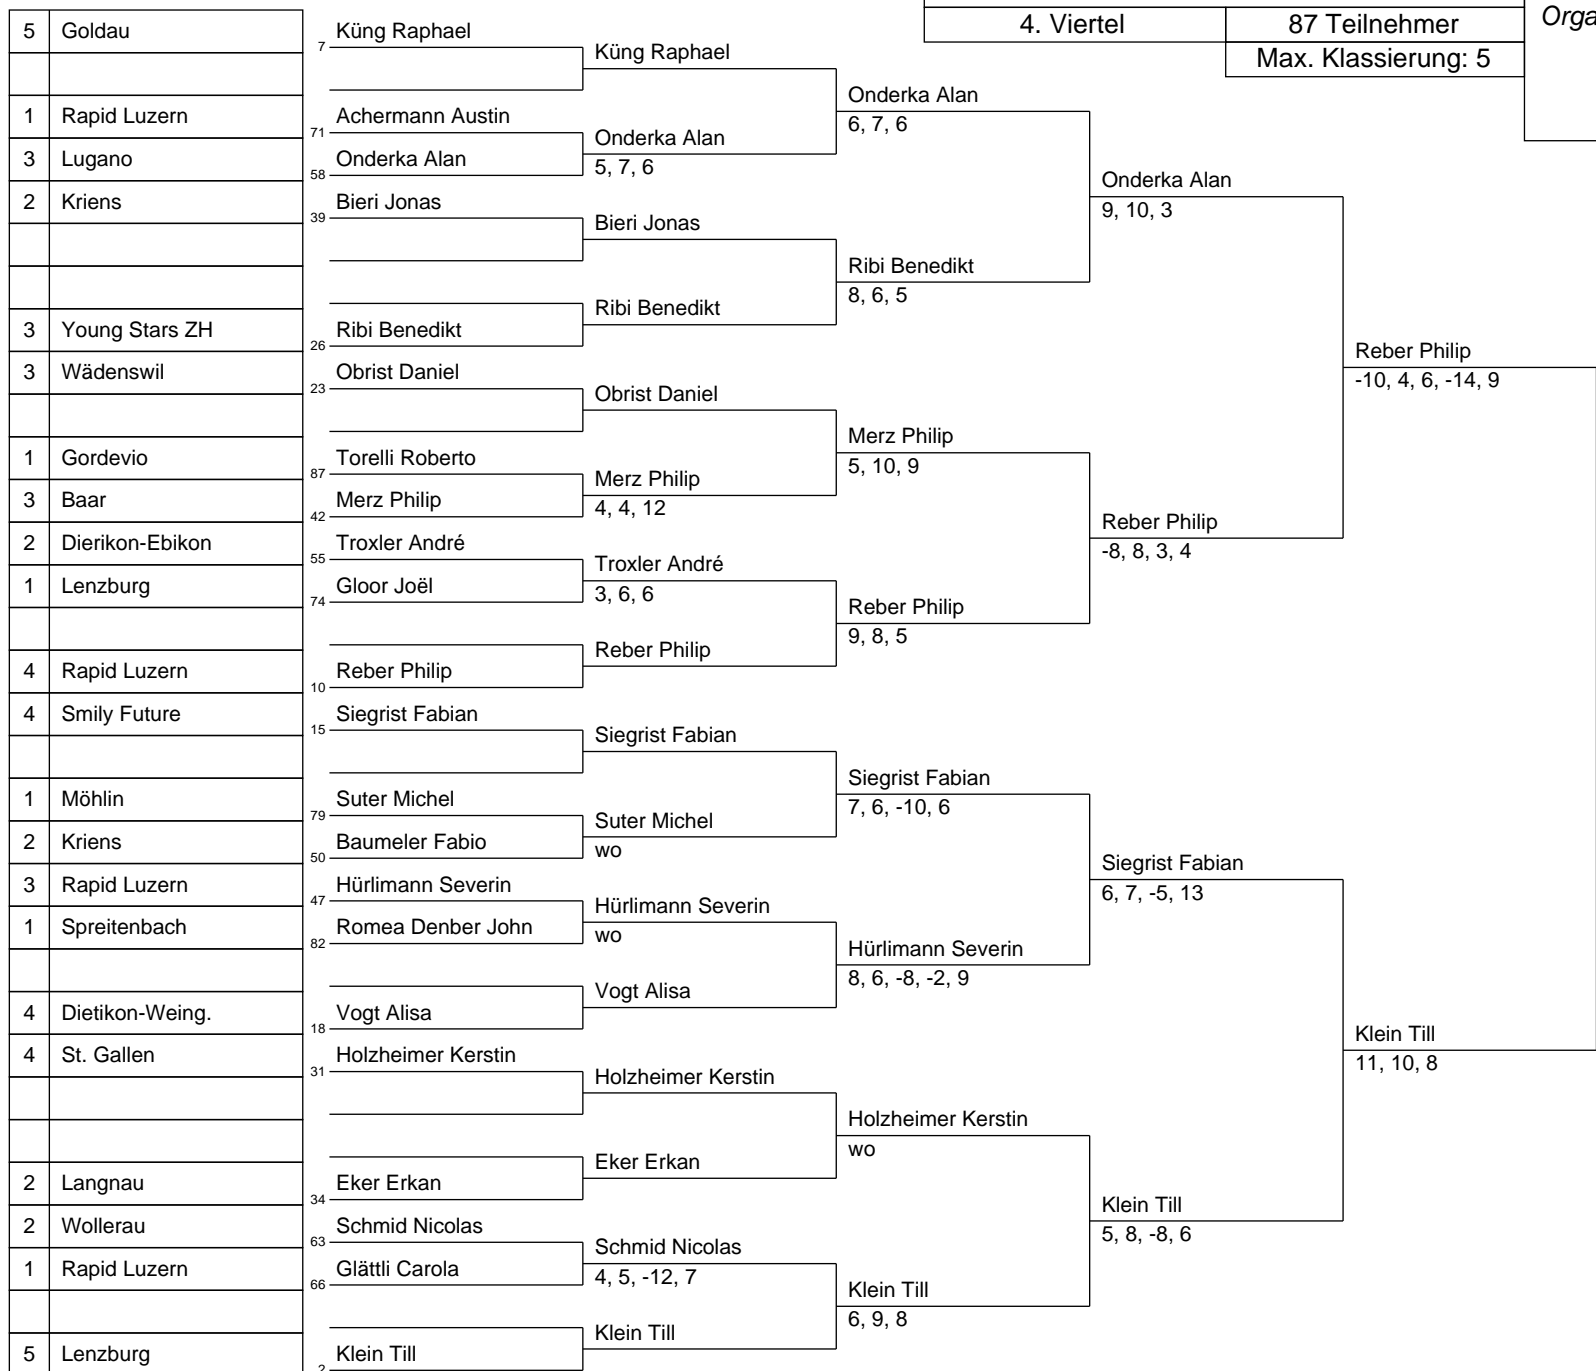 4. Viertel 87 Teilnehmer Orga
Max. Klassierung: 5
5 Goldau 7 Küng Raphael
Küng Raphael
Onderka Alan
6, 7, 6
1 Rapid Luzern 71 Achermann Austin
Onderka Alan
5, 7, 6
3 Lugano 58 Onderka Alan
Onderka Alan
9, 10, 3
2 Kriens 39 Bieri Jonas
Bieri Jonas
Ribi Benedikt
8, 6, 5
Ribi Benedikt
3 Young Stars ZH 26 Ribi Benedikt
Reber Philip
-10, 4, 6, -14, 9
3 Wädenswil 23 Obrist Daniel
Obrist Daniel
Merz Philip
5, 10, 9
1 Gordevio 87 Torelli Roberto
Merz Philip
4, 4, 12
3 Baar 42 Merz Philip
Reber Philip
-8, 8, 3, 4
2 Dierikon-Ebikon 55 Troxler André
Troxler André
3, 6, 6
1 Lenzburg 74 Gloor Joël
Reber Philip
9, 8, 5
Reber Philip
4 Rapid Luzern 10 Reber Philip
4 Smily Future 15 Siegrist Fabian
Siegrist Fabian
Siegrist Fabian
7, 6, -10, 6
1 Möhlin 79 Suter Michel
Suter Michel
wo
2 Kriens 50 Baumeler Fabio
Siegrist Fabian
6, 7, -5, 13
3 Rapid Luzern 47 Hürlimann Severin
Hürlimann Severin
wo
1 Spreitenbach 82 Romea Denber John
Hürlimann Severin
8, 6, -8, -2, 9
Vogt Alisa
4 Dietikon-Weing. 18 Vogt Alisa
Klein Till
11, 10, 8
4 St. Gallen 31 Holzheimer Kerstin
Holzheimer Kerstin
Holzheimer Kerstin
wo
Eker Erkan
2 Langnau 34 Eker Erkan
Klein Till
5, 8, -8, 6
2 Wollerau 63 Schmid Nicolas
Schmid Nicolas
4, 5, -12, 7
1 Rapid Luzern 66 Glättli Carola
Klein Till
6, 9, 8
Klein Till
5 Lenzburg 2 Klein Till